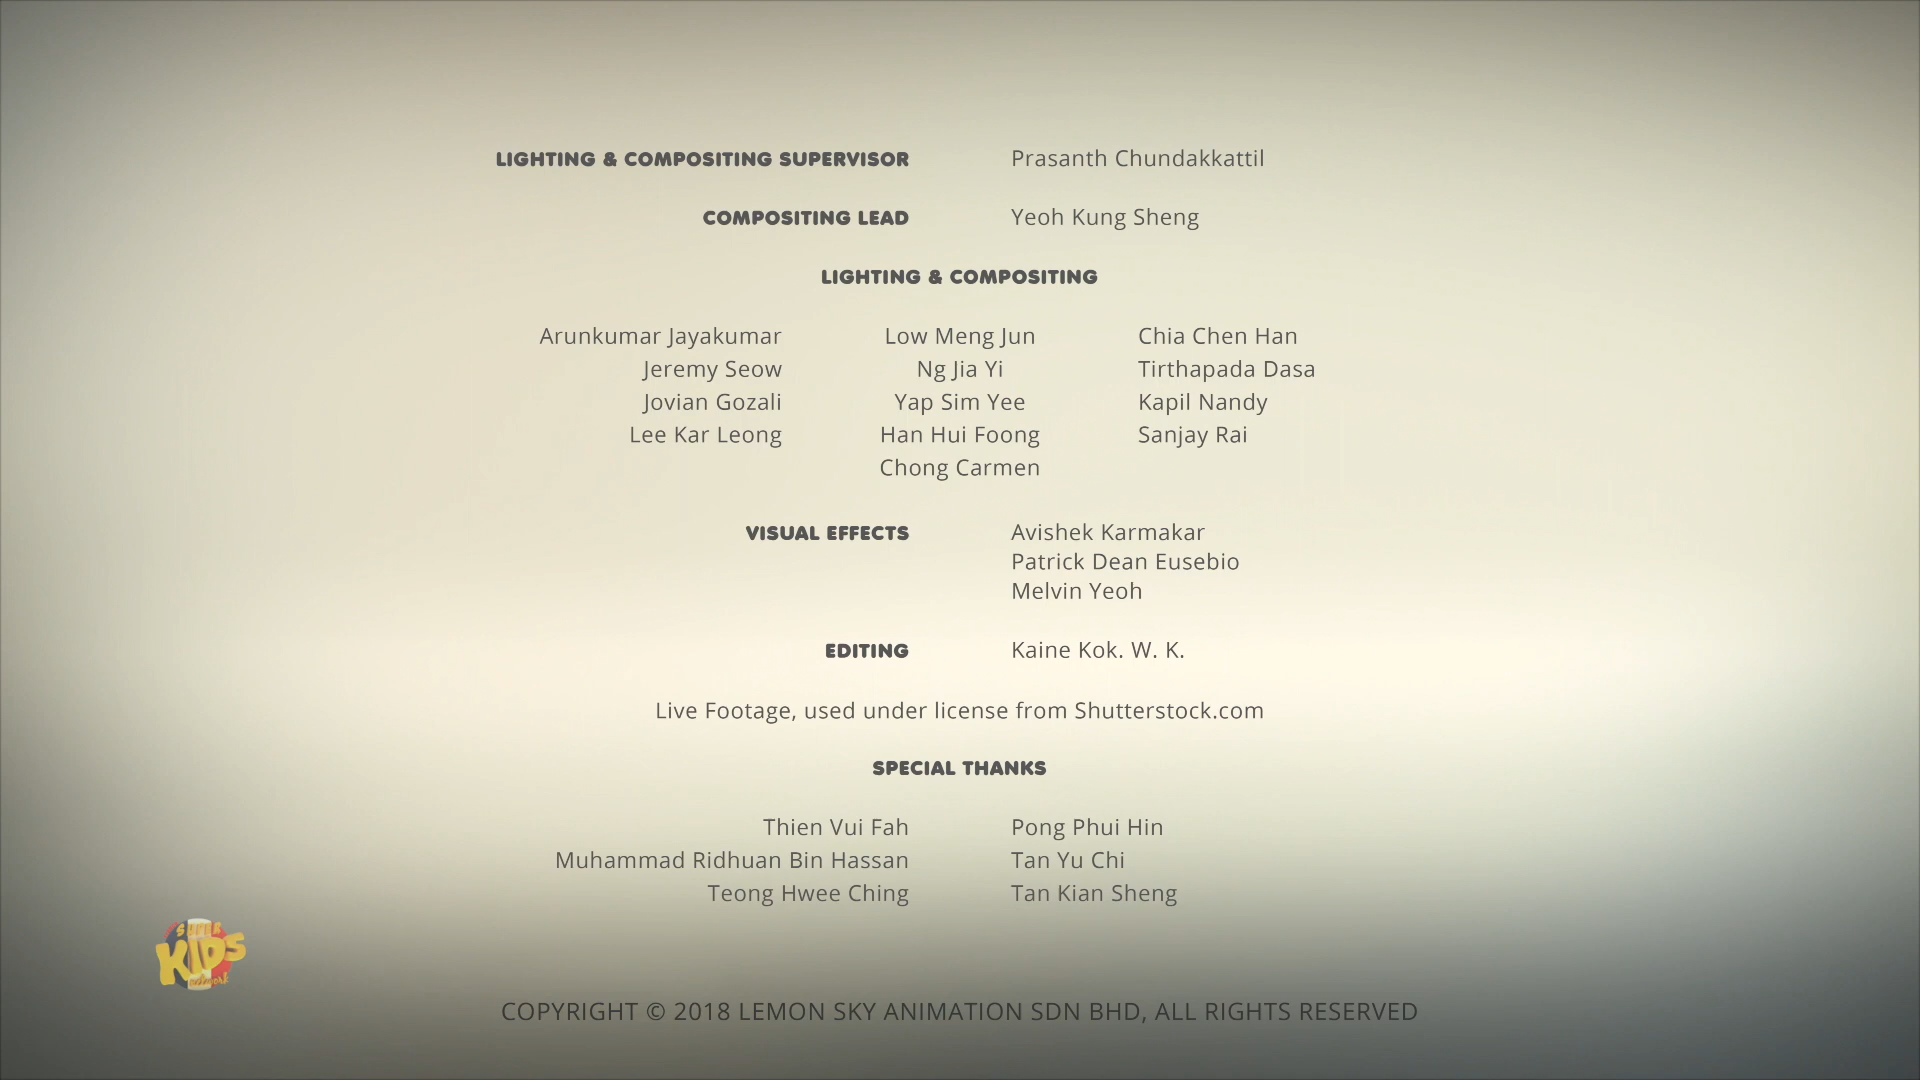 LIGHTING & COMPOSITING SUPERVISOR Prasanth Chundakkattil
COMPOSITING LEAD Yeoh Kung Sheng
LIGHTING & COMPOSITING
Arunkumar Jayakumar Low Meng Jun Chia Chen Han
Jeremy Seow Ng Jia Yi Tirthapada Dasa
Jovian Gozali Yap Sim Yee Kapil Nandy
Lee Kar Leong Han Hui Foong Sanjay Rai
Chong Carmen
VISUAL EFFECTS Avishek Karmakar
Patrick Dean Eusebio
Melvin Yeoh
EDITING Kaine Kok. W. K.
Live Footage, used under license from Shutterstock.com
SPECIAL THANKS
Thien Vui Fah Pong Phui Hin
Muhammad Ridhuan Bin Hassan Tan Yu Chi
Teong Hwee Ching Tan Kian Sheng
SUPER
KIDS
network
COPYRIGHT © 2018 LEMON SKY ANIMATION SDN BHD, ALL RIGHTS RESERVED